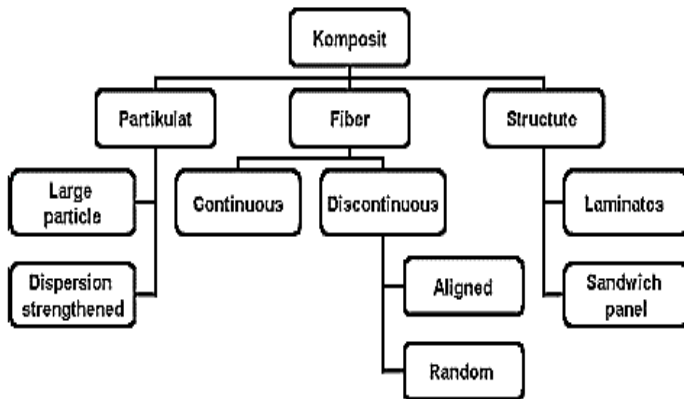 Komposit
Partikulat
Fiber
Structute
Large
particle
Continuous
Discontinuous
Laminates
Dispersion
strengthened
Aligned
Sandwich
panel
Random